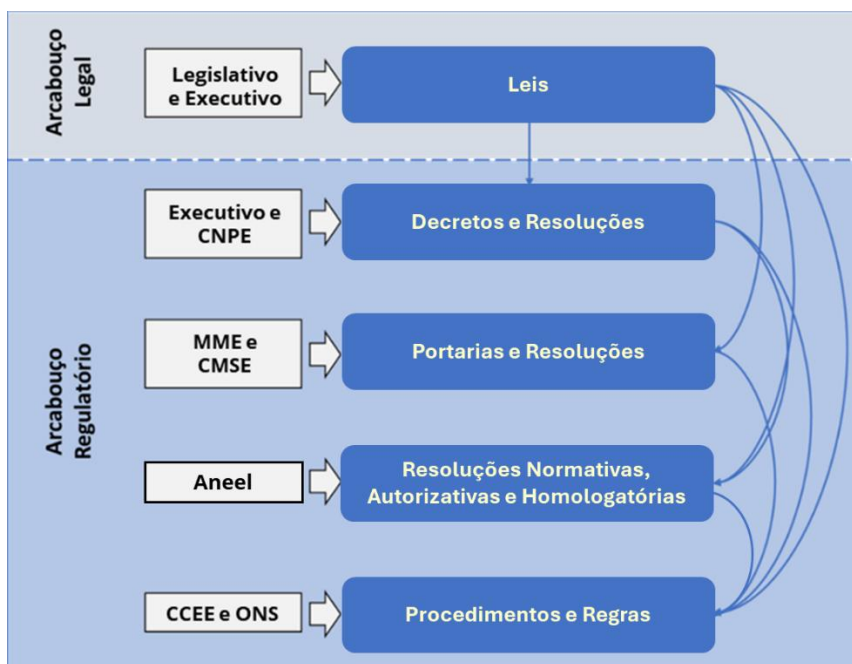 Arcabouço
Legal
Legislativo
e Executivo
Leis
Arcabouço
Regulatório
Executivo e
CNPE
Decretos e Resoluções
MME e
CMSE
Portarias e Resoluções
Aneel
Resoluções Normativas,
Autorizativas e Homologatórias
CCEE e ONS
Procedimentos e Regras